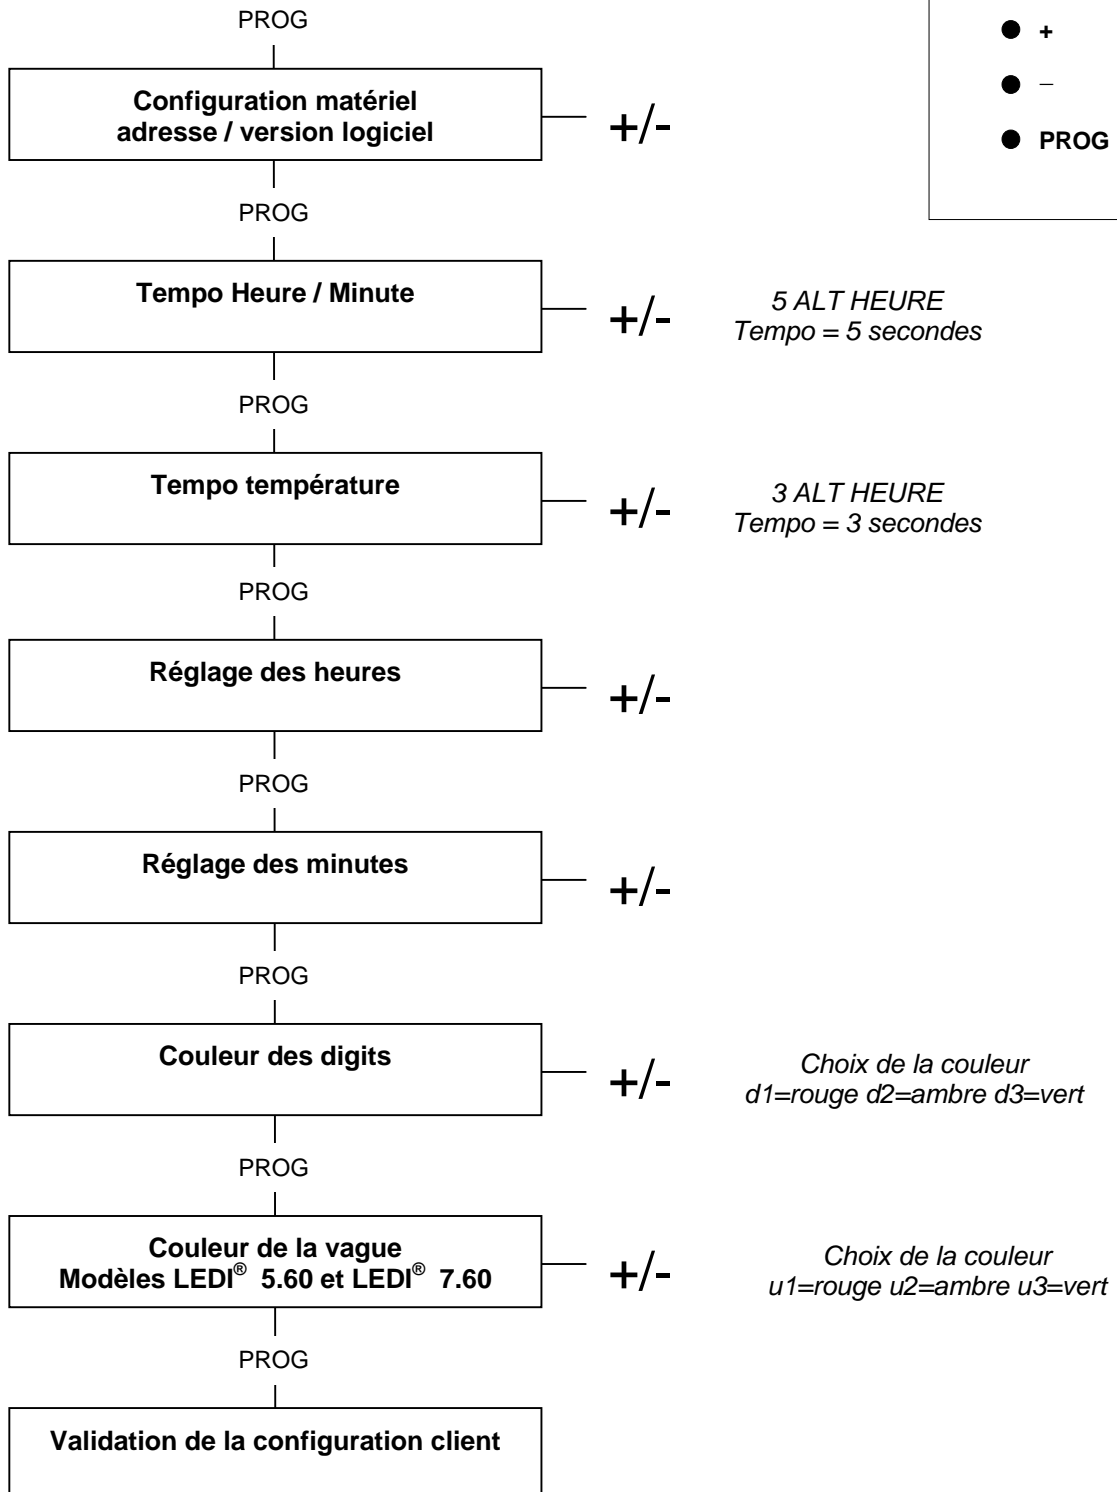 PROG
+
–
PROG
Configuration matériel
adresse / version logiciel
+/-
PROG
Tempo Heure / Minute
+/-
5 ALT HEURE
Tempo = 5 secondes
PROG
Tempo température
+/-
3 ALT HEURE
Tempo = 3 secondes
PROG
Réglage des heures
+/-
PROG
Réglage des minutes
+/-
PROG
Couleur des digits
+/-
Choix de la couleur
d1=rouge d2=ambre d3=vert
PROG
Couleur de la vague
Modèles LEDI® 5.60 et LEDI® 7.60
+/-
Choix de la couleur
u1=rouge u2=ambre u3=vert
PROG
Validation de la configuration client